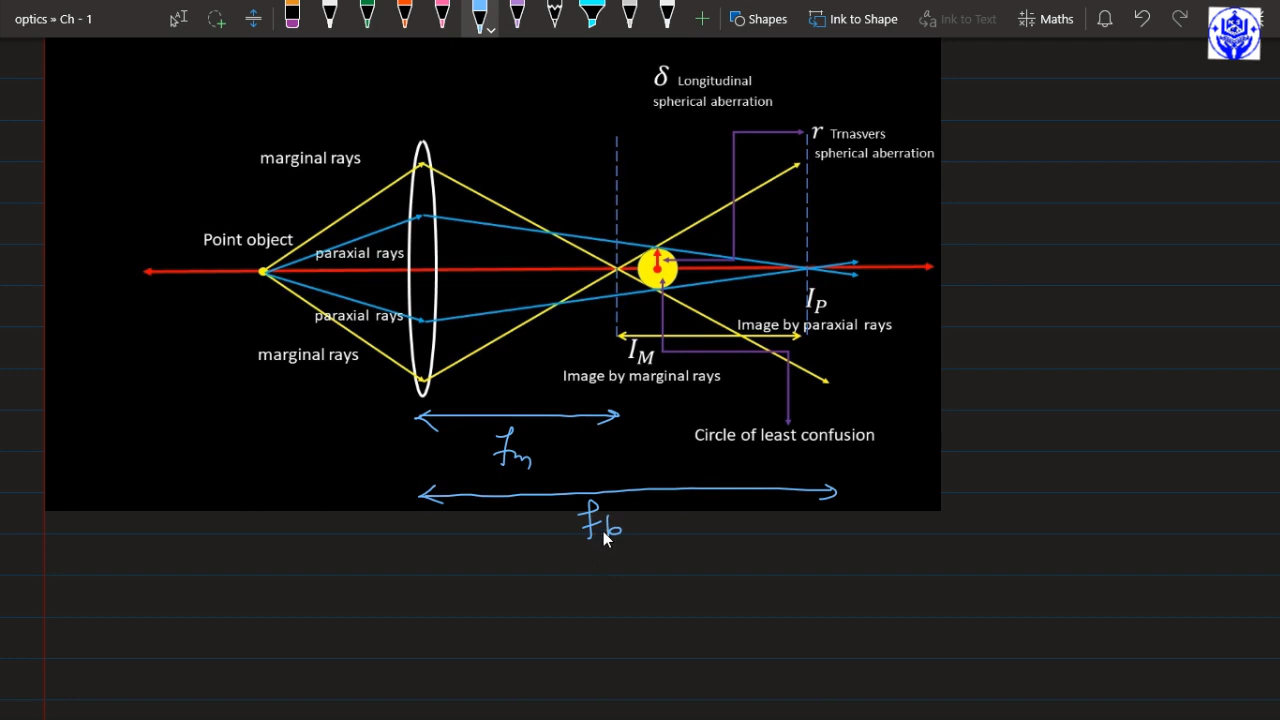 optics » Ch - 1
Shapes
Ink to Shape
Ink to Text
Maths
δ Longitudinal
spherical aberration
r Trnasvers
spherical aberration
marginal rays
Point object
paraxial rays
paraxial rays
marginal rays
I_P
Image by paraxial rays
I_M
Image by marginal rays
Circle of least confusion
f_m